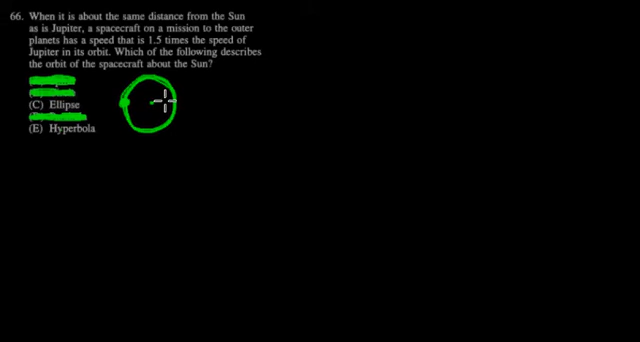 66. When it is about the same distance from the Sun
as is Jupiter, a spacecraft on a mission to the outer
planets has a speed that is 1.5 times the speed of
Jupiter in its orbit. Which of the following describes
the orbit of the spacecraft about the Sun?
(C) Ellipse
(E) Hyperbola